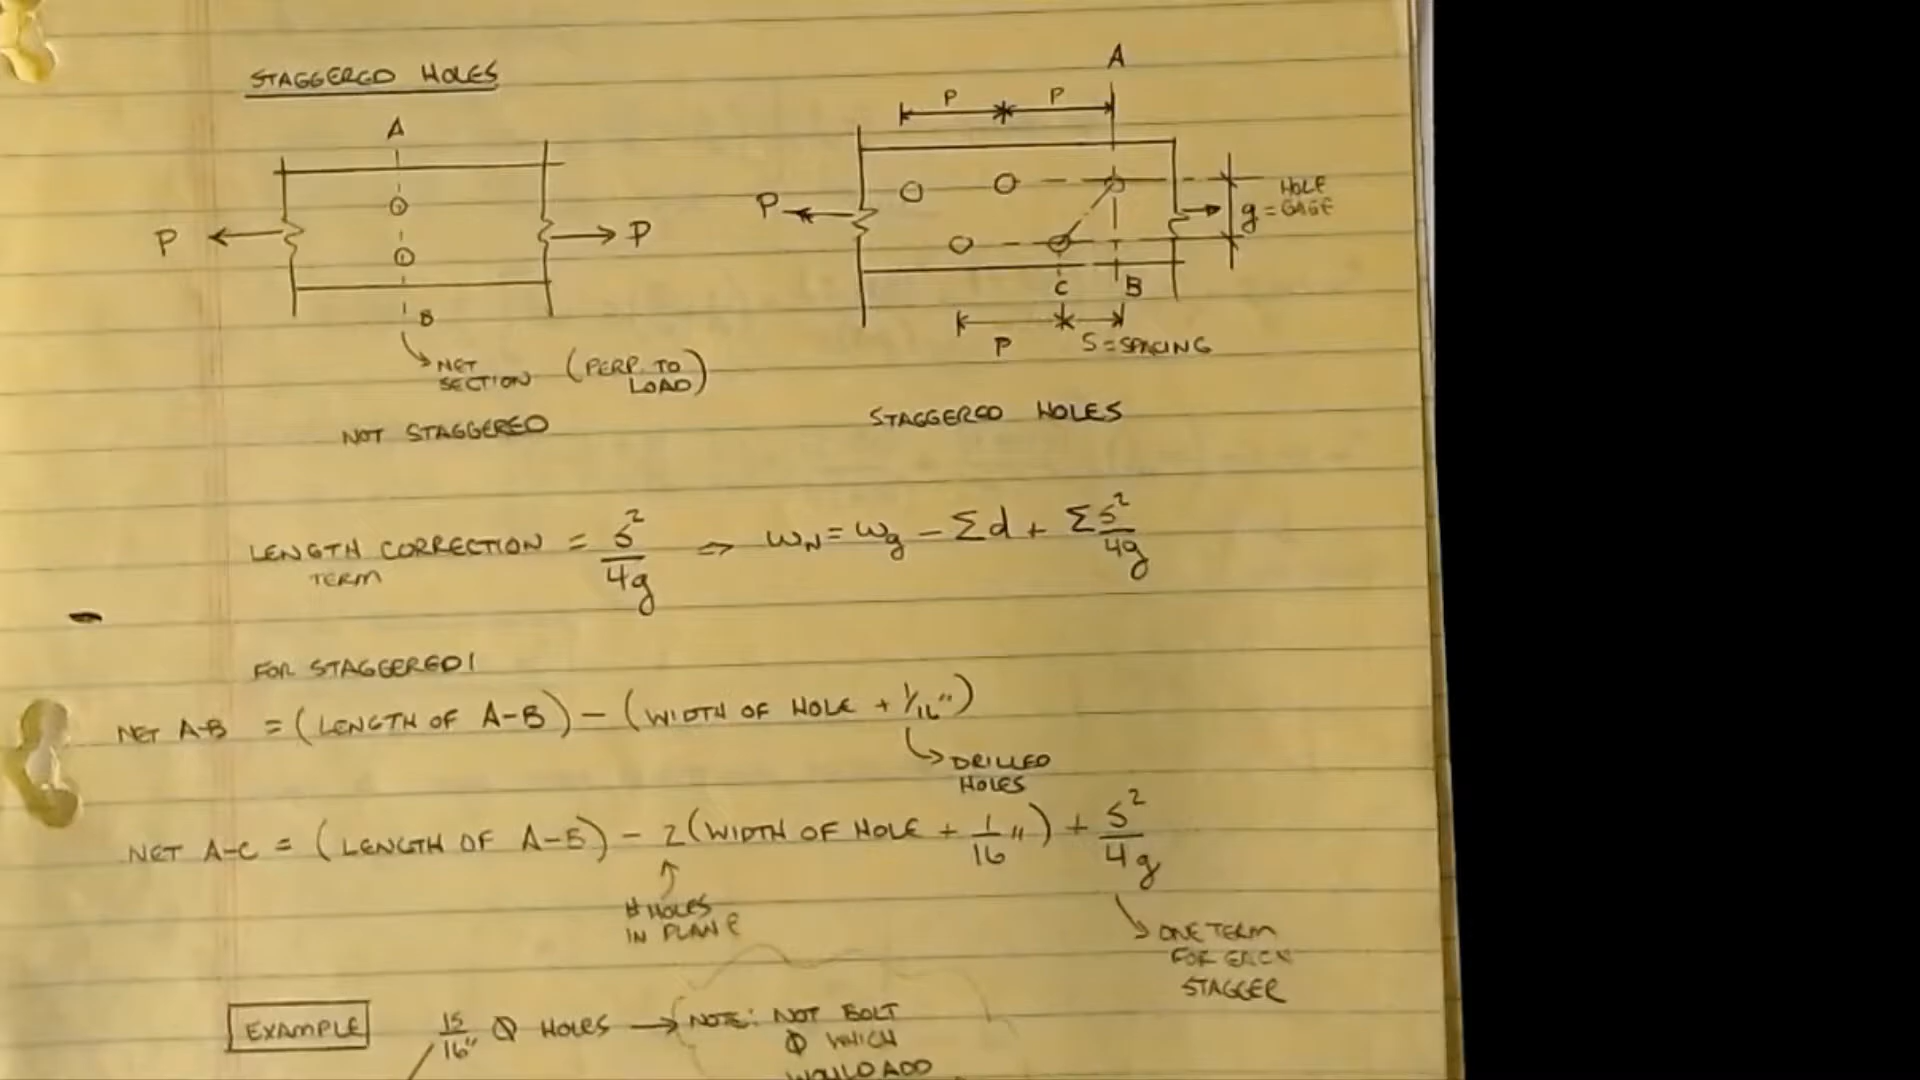 STAGGERED HOLES
A
P
P
B
NET
SECTION
(PERP. TO
LOAD)
NOT STAGGERED
A
P
P
P
HOLE
g = GAGE
C
B
P
S = SPACING
STAGGERED HOLES
LENGTH CORRECTION = s²/4g ⇒ wN = wg - Σd + Σ s²/4g
TERM
FOR STAGGERED!
NET A-B = (LENGTH OF A-B) - (WIDTH OF HOLE + 1/16")
DRILLED
HOLES
NET A-C = (LENGTH OF A-B) - 2(WIDTH OF HOLE + 1/16") + S²/4g
# HOLES
IN PLANE
ONE TERM
FOR EACH
STAGGER
EXAMPLE
15/16" Φ HOLES → NOTE: NOT BOLT
Φ WHICH
WOULD ADD